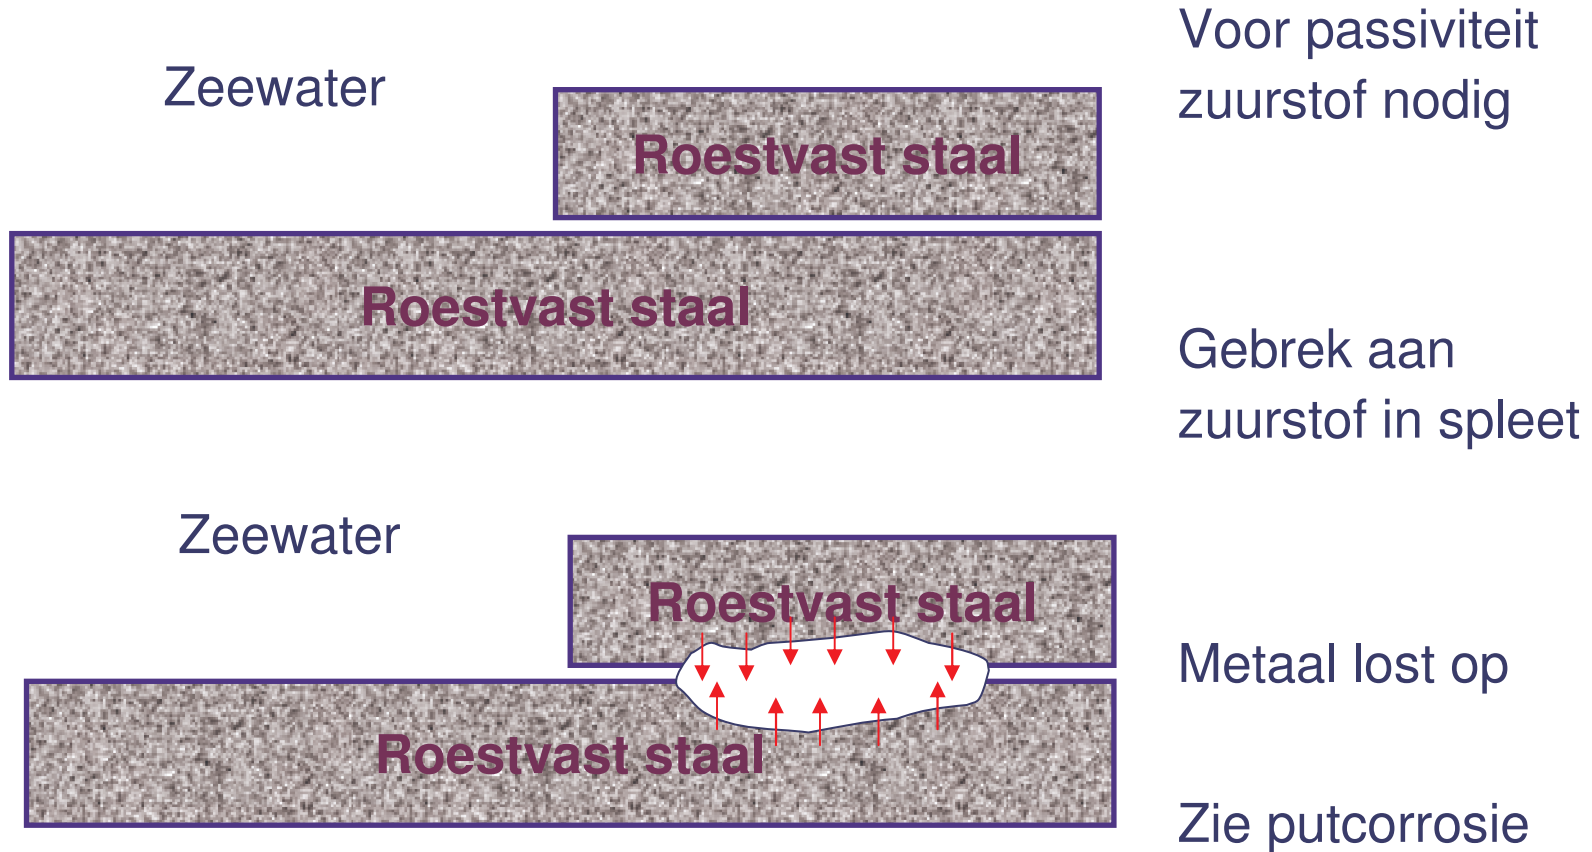 Voor passiviteit
zuurstof nodig
Zeewater
Roestvast staal
Roestvast staal
Gebrek aan
zuurstof in spleet
Zeewater
Roestvast staal
Metaal lost op
Roestvast staal
Zie putcorrosie